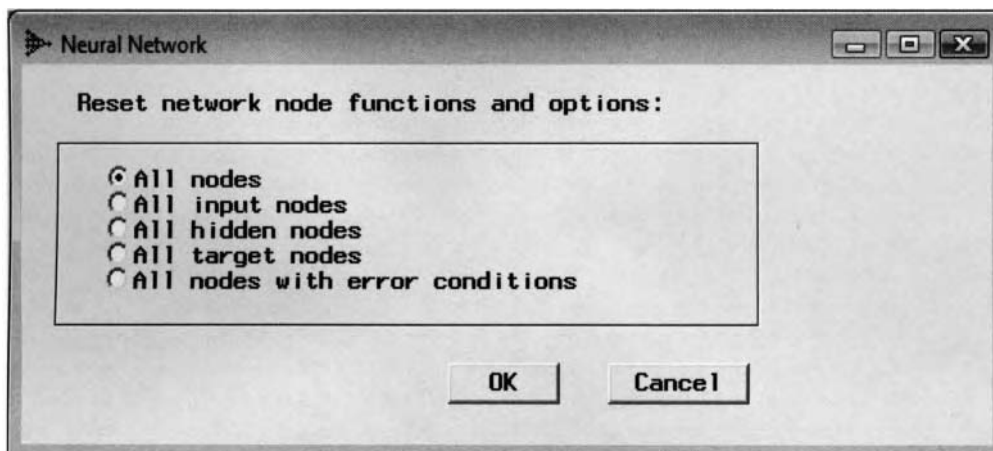 Neural Network
Reset network node functions and options:
All nodes
All input nodes
All hidden nodes
All target nodes
All nodes with error conditions
OK
Cancel